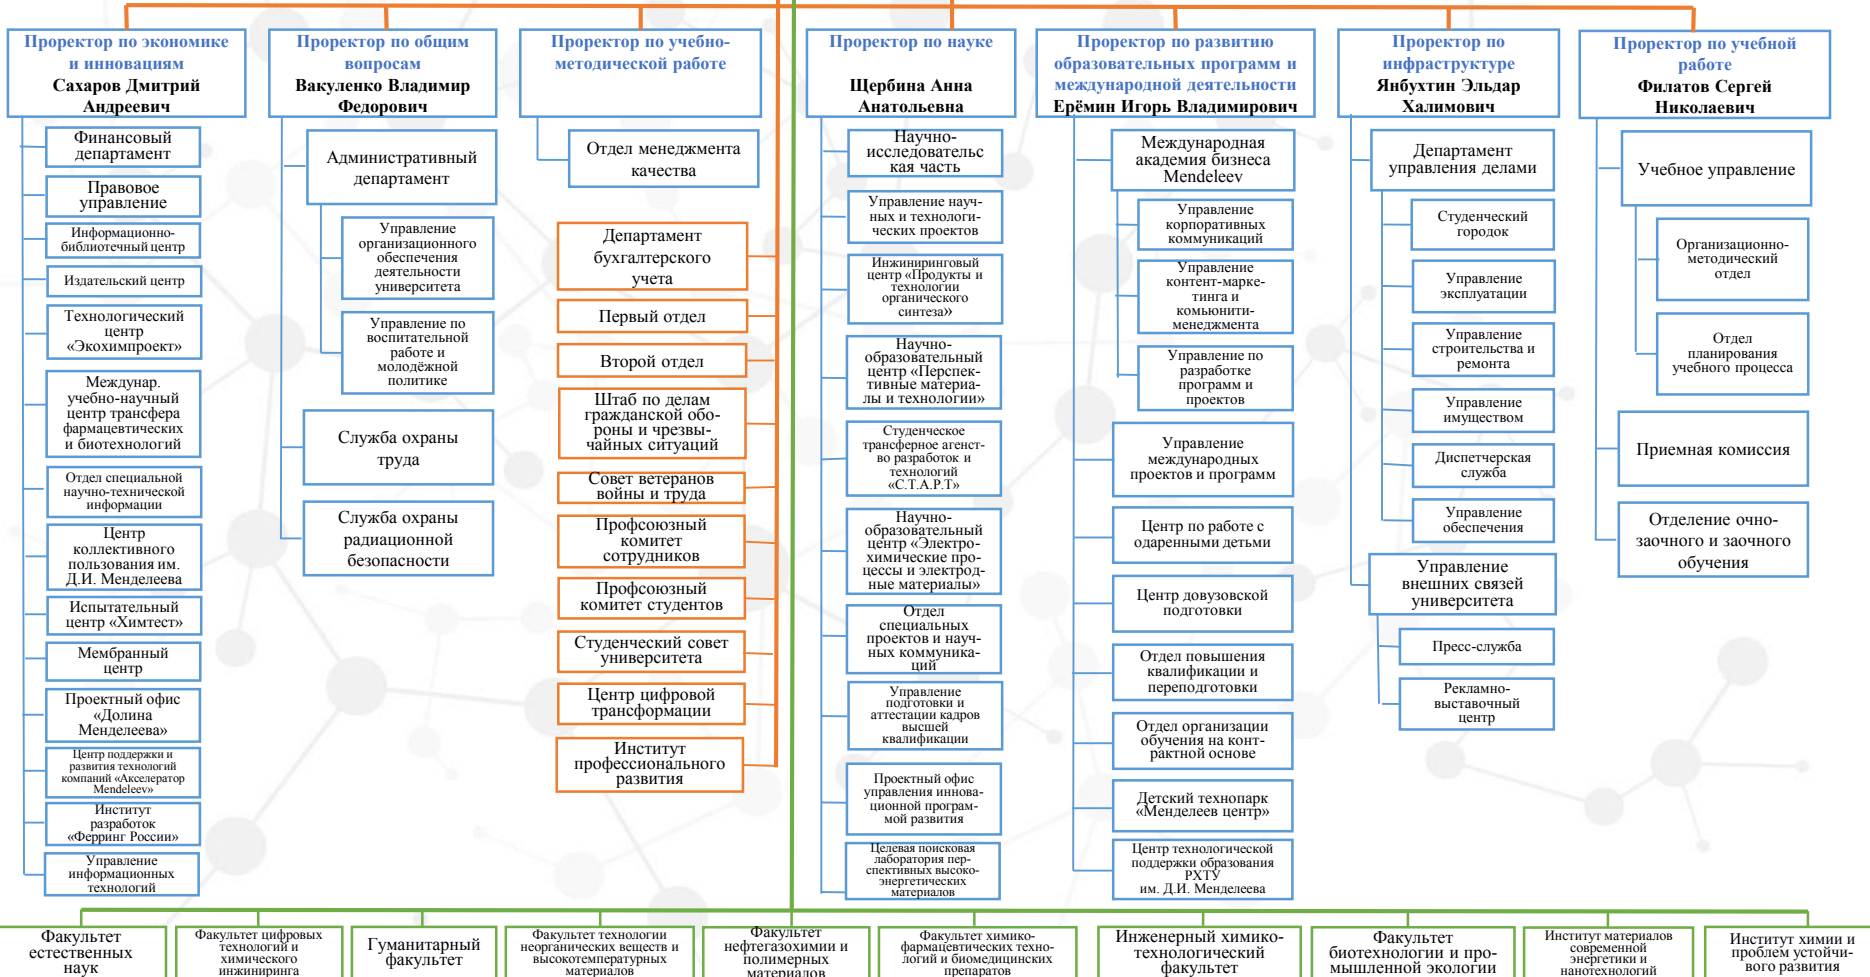 Проректор по экономике
и инновациям
Сахаров Дмитрий
Андреевич
Финансовый
департамент
Правовое
управление
Информационно-
библиотечный центр
Издательский центр
Технологический
центр
«Экохимпроект»
Междунар.
учебно-научный
центр трансфера
фармацевтических
и биотехнологий
Отдел специальной
научно-технической
информации
Центр
коллективного
пользования им.
Д.И. Менделеева
Испытательный
центр «Химтест»
Мембранный
центр
Проектный офис
«Долина
Менделеева»
Центр поддержки и
развития технологий
компаний «Акселератор
Mendeleev»
Институт
разработок
«Ферринг России»
Управление
информационных
технологий
Проректор по общим
вопросам
Вакуленко Владимир
Федорович
Административный
департамент
Управление
организационного
обеспечения
деятельности
университета
Управление по
воспитательной
работе и
молодёжной
политике
Служба охраны
труда
Служба охраны
радиационной
безопасности
Проректор по учебно-
методической работе
Отдел менеджмента
качества
Департамент
бухгалтерского
учета
Первый отдел
Второй отдел
Штаб по делам
гражданской обо-
роны и чрезвы-
чайных ситуаций
Совет ветеранов
войны и труда
Профсоюзный
комитет
сотрудников
Профсоюзный
комитет студентов
Студенческий совет
университета
Центр цифровой
трансформации
Институт
профессионального
развития
Проректор по науке
Щербина Анна
Анатольевна
Научно-
исследовательс
кая часть
Управление науч-
ных и технологи-
ческих проектов
Инжиниринговый
центр «Продукты и
технологии
органического
синтеза»
Научно-
образовательный
центр «Перспек-
тивные материа-
лы и технологии»
Студенческое
трансферное агенст-
во разработок и
технологий
«С.Т.А.Р.Т»
Научно-
образовательный
центр «Электро-
химические про-
цессы и электрод-
ные материалы»
Отдел
специальных
проектов и науч-
ных коммуника-
ций
Управление
подготовки и
аттестации кадров
высшей
квалификации
Проектный офис
управления иннова-
ционной програм-
мой развития
Целевая поисковая
лаборатория пер-
спективных высоко-
энергетических
материалов
Проректор по развитию
образовательных программ и
международной деятельности
Ерёмин Игорь Владимирович
Международная
академия бизнеса
Mendeleev
Управление
корпоративных
коммуникаций
Управление
контент-марке-
тинга и
комьюнити-
менеджмента
Управление по
разработке
программ и
проектов
Управление
международных
проектов и программ
Центр по работе с
одаренными детьми
Центр довузовской
подготовки
Отдел повышения
квалификации и
переподготовки
Отдел организации
обучения на конт-
рактной основе
Детский технопарк
«Менделеев центр»
Центр технологической
поддержки образования
РХТУ
им. Д.И. Менделеева
Проректор по
инфраструктуре
Янбухтин Эльдар
Халимович
Департамент
управления делами
Студенческий
городок
Управление
эксплуатации
Управление
строительства и
ремонта
Управление
имуществом
Диспетчерская
служба
Управление
обеспечения
Управление
внешних связей
университета
Пресс-служба
Рекламно-
выставочный
центр
Проректор по учебной
работе
Филатов Сергей
Николаевич
Учебное управление
Организационно-
методический
отдел
Отдел
планирования
учебного процесса
Приемная комиссия
Отделение очно-
заочного и заочного
обучения
Факультет
естественных
наук
Факультет цифровых
технологий и
химического
инжиниринга
Гуманитарный
факультет
Факультет технологии
неорганических веществ и
высокотемпературных
материалов
Факультет
нефтегазохимии и
полимерных
материалов
Факультет химико-
фармацевтических техно-
логий и биомедицинских
препаратов
Инженерный химико-
технологический
факультет
Факультет
биотехнологии и про-
мышленной экологии
Институт материалов
современной
энергетики и
нанотехнологий
Институт химии и
проблем устойчи-
вого развития